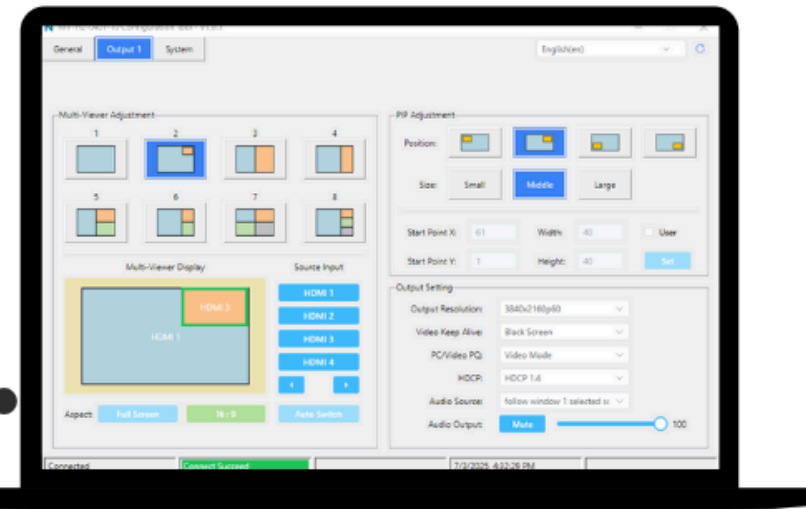 General Output 1 System English(en)
Multi-Viewer Adjustment
1 2 3 4
5 6 7 8
Multi-Viewer Display Source Input
HDMI 3
HDMI 1
HDMI 1
HDMI 2
HDMI 3
HDMI 4
Aspect: Full Screen 16 : 9 Auto Switch
PIP Adjustment
Position:
Size: Small Middle Large
Start Point X: 61 Width: 40 User
Start Point Y: 1 Height: 40 Set
Output Setting
Output Resolution: 3840x2160p60
Video Keep Alive: Black Screen
PC/Video PQ: Video Mode
HDCP: HDCP 1.4
Audio Source: follow window 1 selected
Audio Output: Mute 100
Connected Connect Succeed 7/3/2025 4:32:29 PM